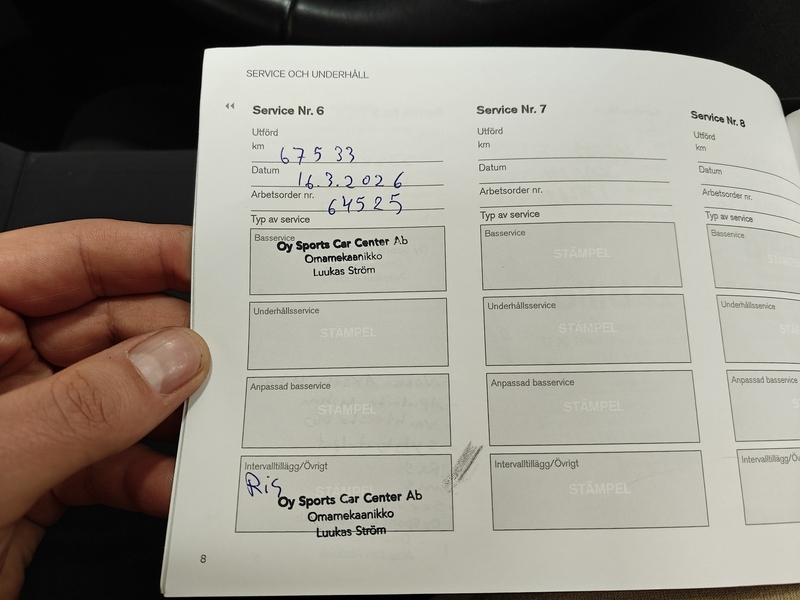 SERVICE OCH UNDERHÅLL
Service Nr. 6
Utförd
km 67533
Datum 16.3.2026
Arbetsorder nr. 64525
Typ av service
Basservice
Oy Sports Car Center Ab
Omamekaanikko
Luukas Ström
Underhållsservice
STÄMPEL
Anpassad basservice
STÄMPEL
Intervalltillägg/Övrigt
STÄMPEL
Oy Sports Car Center Ab
Omamekaanikko
Luukas Ström
8
Service Nr. 7
Utförd
km
Datum
Arbetsorder nr.
Typ av service
Basservice
STÄMPEL
Underhållsservice
STÄMPEL
Anpassad basservice
STÄMPEL
Intervalltillägg/Övrigt
STÄMPEL
Service Nr. 8
Utförd
km
Datum
Arbetsorder nr.
Typ av service
Basservice
Underhållsservice
Anpassad basservice
Intervalltillägg/Öv